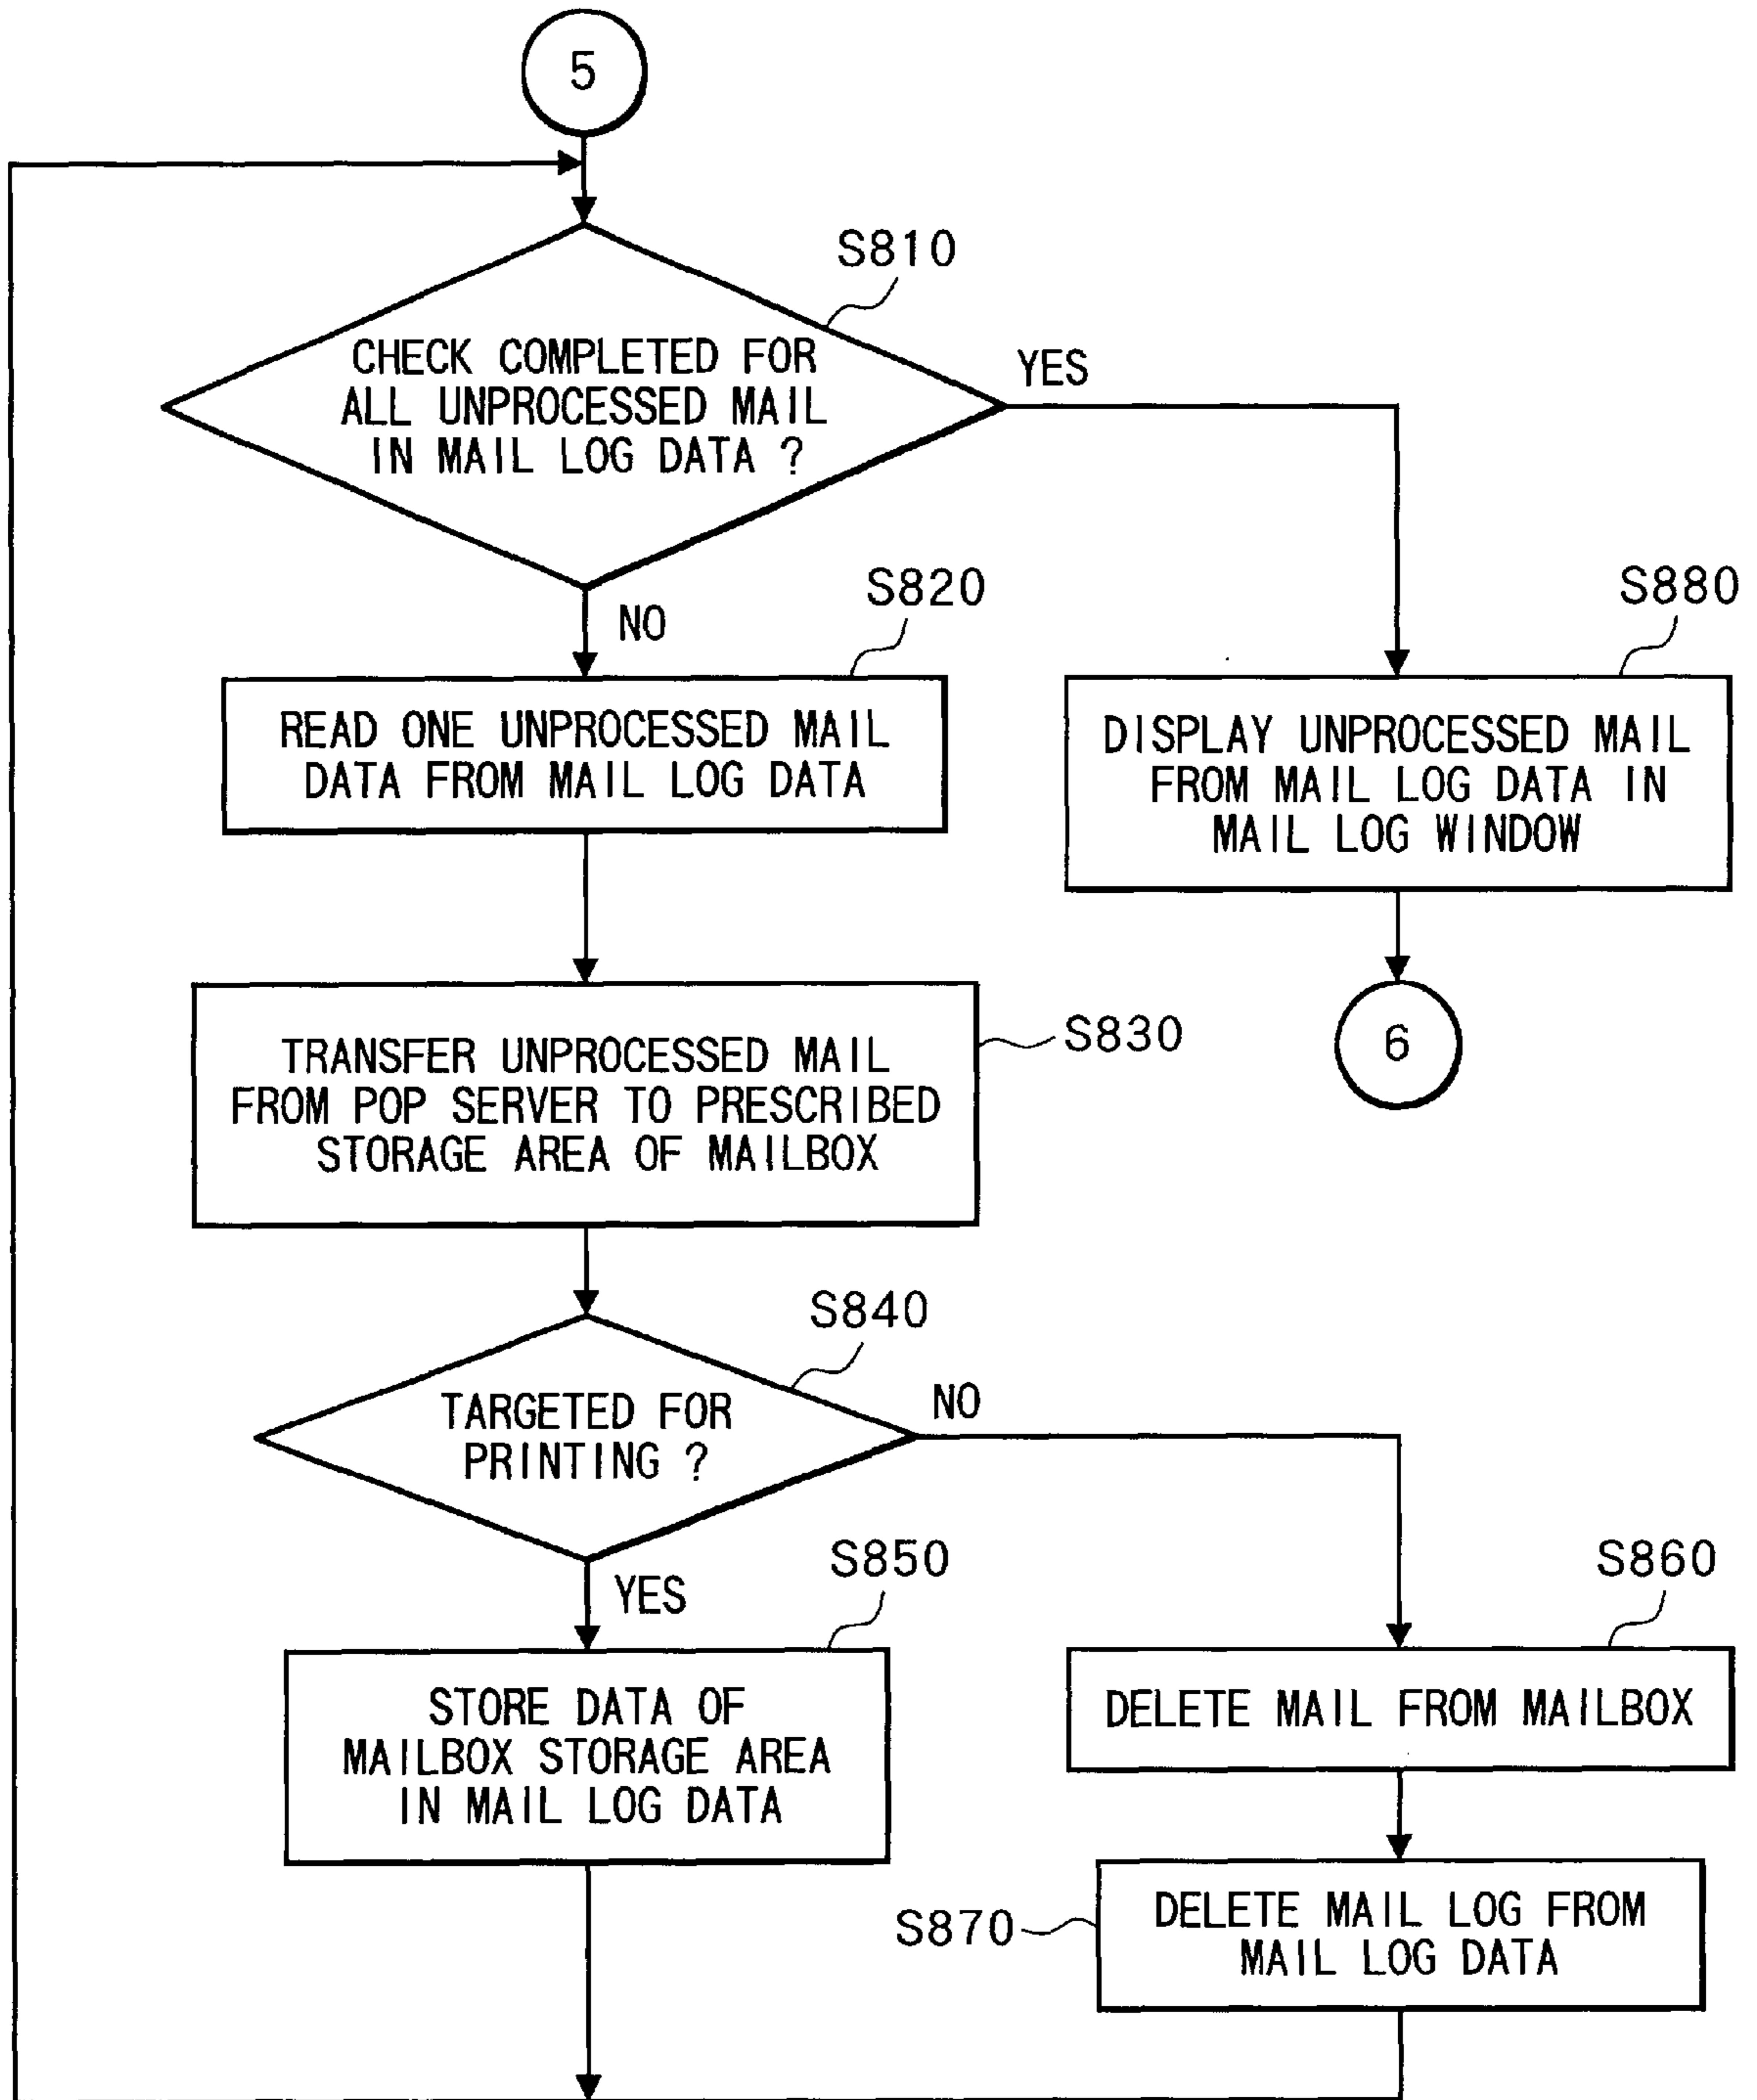 5
S810
CHECK COMPLETED FOR
ALL UNPROCESSED MAIL
IN MAIL LOG DATA ?
YES
NO
S820
READ ONE UNPROCESSED MAIL
DATA FROM MAIL LOG DATA
S880
DISPLAY UNPROCESSED MAIL
FROM MAIL LOG DATA IN
MAIL LOG WINDOW
6
TRANSFER UNPROCESSED MAIL
FROM POP SERVER TO PRESCRIBED
STORAGE AREA OF MAILBOX
S830
S840
TARGETED FOR
PRINTING ?
NO
YES
S850
STORE DATA OF
MAILBOX STORAGE AREA
IN MAIL LOG DATA
S860
DELETE MAIL FROM MAILBOX
S870
DELETE MAIL LOG FROM
MAIL LOG DATA